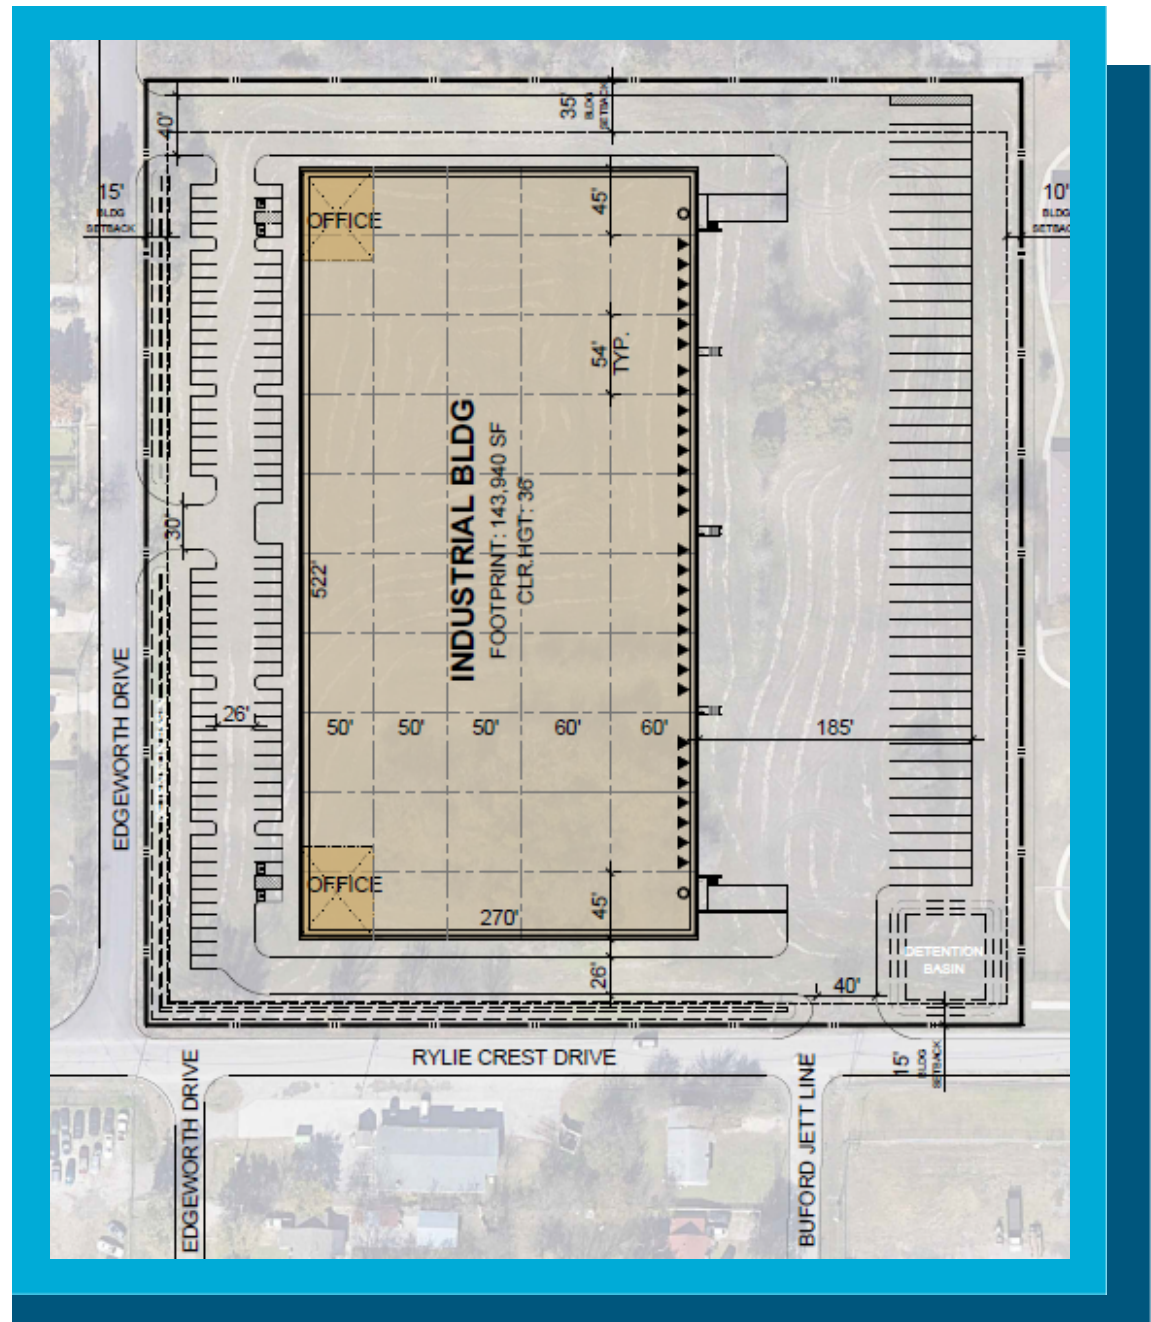 35'
BLDG
SETBACK
40'
15'
BLDG
SETBACK
10'
BLDG
SETBAC
OFFICE
45'
54'
TYP.
INDUSTRIAL BLDG
FOOTPRINT: 143,940 SF
CLR.HGT: 36'
30'
522'
EDGEWORTH DRIVE
26'
50'
50'
50'
60'
60'
185'
OFFICE
270'
45'
26'
DETENTION
BASIN
40'
RYLIE CREST DRIVE
15'
BLDG
SETBACK
EDGEWORTH DRIVE
BUFORD JETT LINE